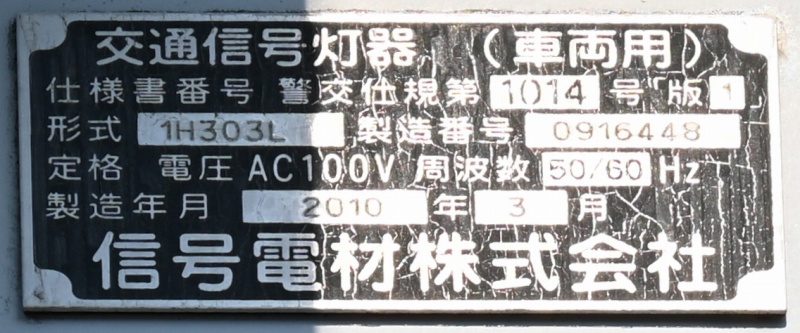 交通信号灯器 (車両用)
仕様書番号 警交仕規第 1014 号「版 1
形式 1H303L 製造番号 0916448
定格 電圧 AC100V 周波数 50/60 Hz
製造年月 2010 年 3 月
信号電材株式会社